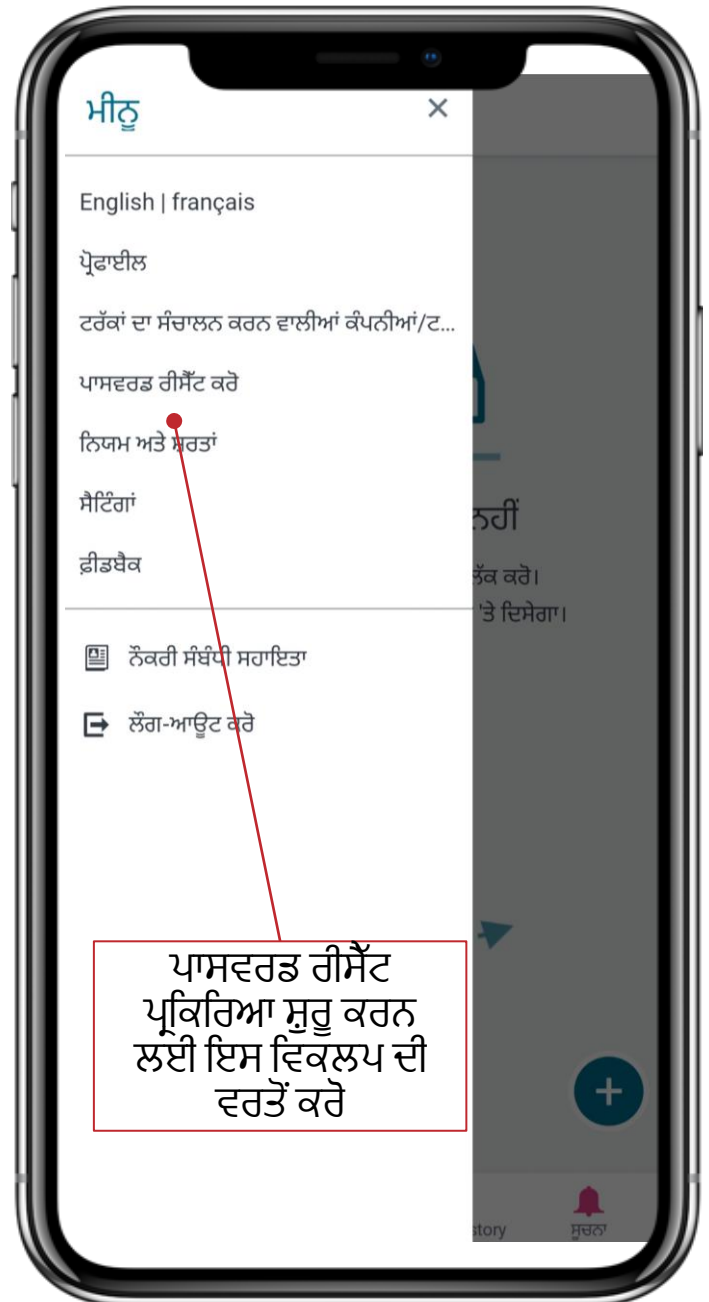 ਮੀਨੂ
English | français
ਪ੍ਰੋਫਾਈਲ
ਟਰੱਕਾਂ ਦਾ ਸੰਚਾਲਨ ਕਰਨ ਵਾਲੀਆਂ ਕੰਪਨੀਆਂ/ਟ...
ਪਾਸਵਰਡ ਰੀਸੈੱਟ ਕਰੋ
ਨਿਯਮ ਅਤੇ ਸ਼ਰਤਾਂ
ਸੈਟਿੰਗਾਂ
ਨਹੀਂ
ਫ਼ੀਡਬੈਕ
ਕਰੋ।
'ਤੇ ਦਿਸੇਗਾ।
ਨੌਕਰੀ ਸੰਬੰਧੀ ਸਹਾਇਤਾ
ਲੌਗ-ਆਊਟ ਕਰੋ
ਪਾਸਵਰਡ ਰੀਸੈੱਟ
ਪ੍ਰਕਿਰਿਆ ਸ਼ੁਰੂ ਕਰਨ
ਲਈ ਇਸ ਵਿਕਲਪ ਦੀ
ਵਰਤੋਂ ਕਰੋ
story
ਸੂਚਨਾ